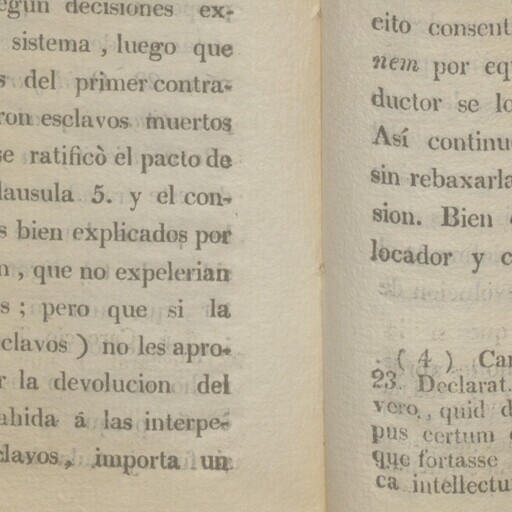 según decisiones ex-
sistema, luego que
s del primer contra-
ron esclavos muertos
se ratificò el pacto de
lausula 5. y el con-
s bien explicados por
n, que no expelerian
s; pero que si la
clavos) no les apro-
r la devolucion del
ahida á las interpe-
clavos, importa un
eito consent
nem por equ
ductor se lo
Así continu
sin rebaxarla
sion. Bien
locador y c
(4) Car
23. Declarat.
vero., quid d
pus certum
que fortasse
ca intellectu